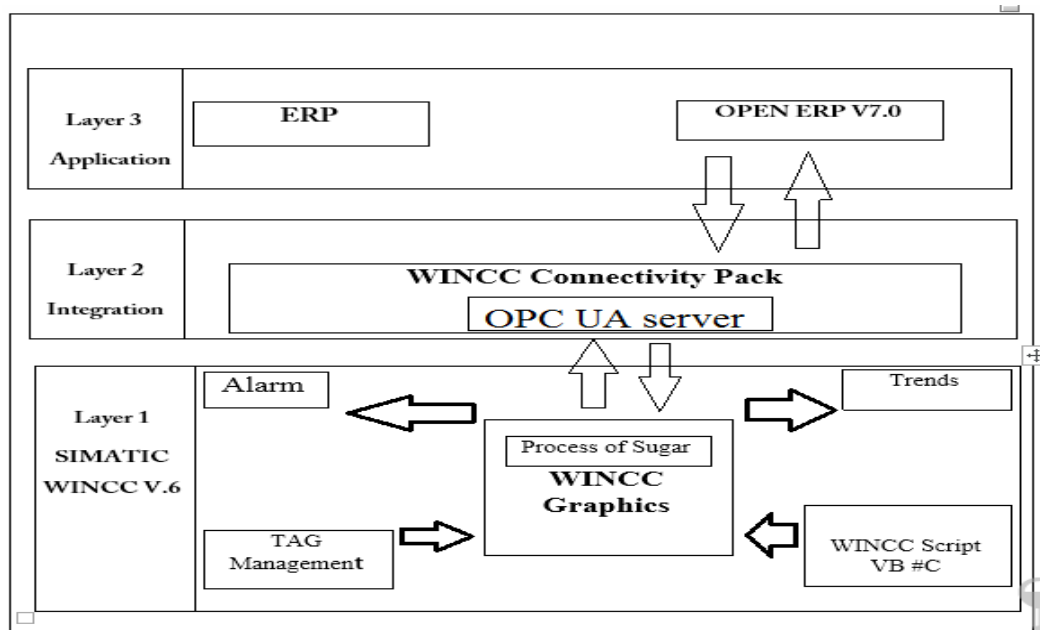 Layer 3
Application
ERP
OPEN ERP V7.0
Layer 2
Integration
WINCC Connectivity Pack
OPC UA server
Layer 1
SIMATIC
WINCC V.6
Alarm
Trends
Process of Sugar
WINCC
Graphics
TAG
Management
WINCC Script
VB #C